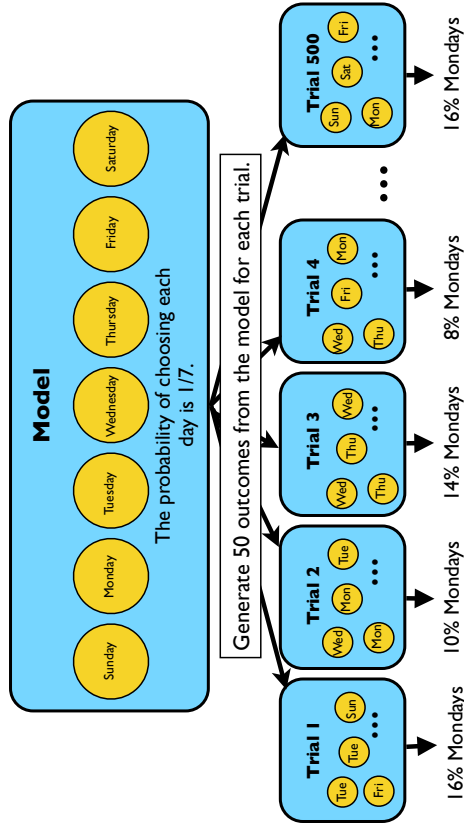 Model
Sunday Monday Tuesday Wednesday Thursday Friday Saturday
The probability of choosing each
day is 1/7.
Generate 50 outcomes from the model for each trial.
Trial 1
Tue Tue Sun
Fri ...
16% Mondays
Trial 2
Wed Mon Tue
Mon ...
10% Mondays
Trial 3
Wed Thu Wed
Thu ...
14% Mondays
Trial 4
Wed Fri Mon
Thu ...
8% Mondays
...
Trial 500
Sun Sat Fri
Mon ...
16% Mondays